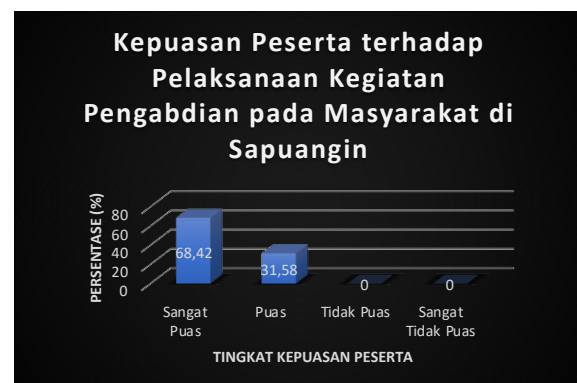 Kepuasan Peserta terhadap
Pelaksanaan Kegiatan
Pengabdian pada Masyarakat di
Sapuangin
PERSENTASE (%)
80
60
40
20
0
68,42
31,58
0
0
Sangat
Puas
Puas
Tidak Puas
Sangat
Tidak Puas
TINGKAT KEPUASAN PESERTA